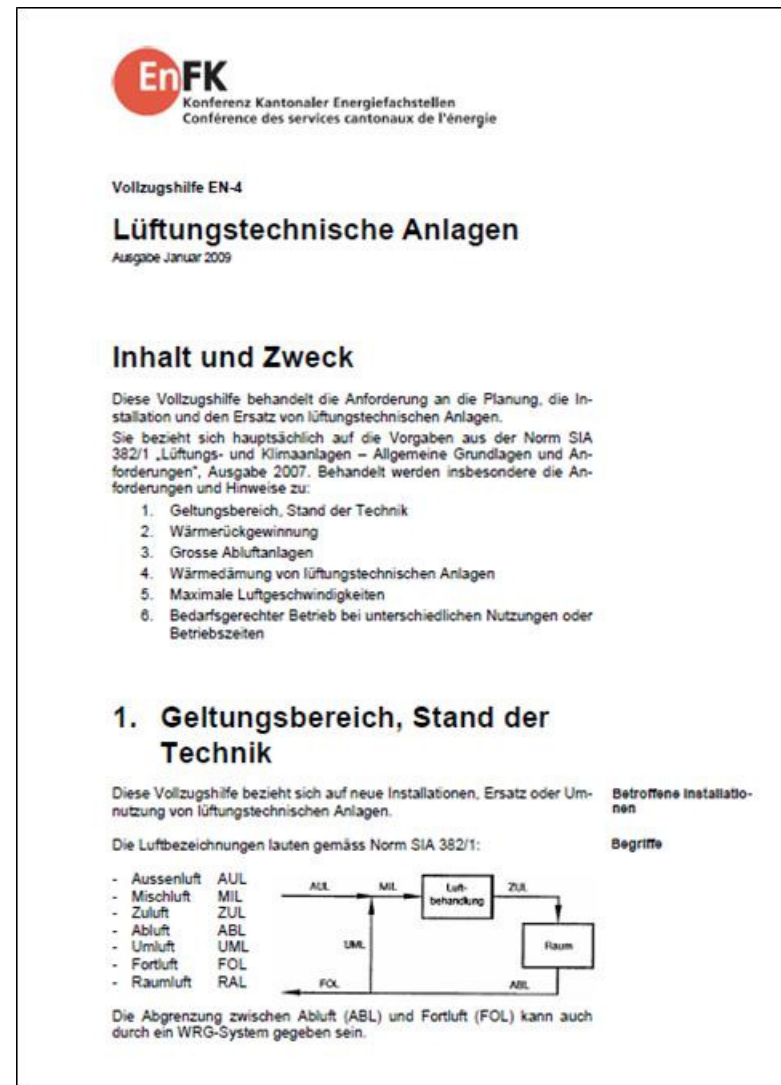 EnFK
Konferenz Kantonaler Energiefachstellen
Conférence des services cantonaux de l'énergie
Vollzugshilfe EN-4
Lüftungstechnische Anlagen
Ausgabe Januar 2009
Inhalt und Zweck
Diese Vollzugshilfe behandelt die Anforderung an die Planung, die In-
stallation und den Ersatz von lüftungstechnischen Anlagen.
Sie bezieht sich hauptsächlich auf die Vorgaben aus der Norm SIA
382/1 „Lüftungs- und Klimaanlagen – Allgemeine Grundlagen und An-
forderungen“, Ausgabe 2007. Behandelt werden insbesondere die An-
forderungen und Hinweise zu:
1. Geltungsbereich, Stand der Technik
2. Wärmerückgewinnung
3. Grosse Abluftanlagen
4. Wärmedämung von lüftungstechnischen Anlagen
5. Maximale Luftgeschwindigkeiten
6. Bedarfsgerechter Betrieb bei unterschiedlichen Nutzungen oder
Betriebszeiten
1. Geltungsbereich, Stand der
Technik
Diese Vollzugshilfe bezieht sich auf neue Installationen, Ersatz oder Um-
nutzung von lüftungstechnischen Anlagen.
Betroffene Installatio-
nen
Die Luftbezeichnungen lauten gemäss Norm SIA 382/1:
Begriffe
- Aussenluft AUL
- Mischluft MIL
- Zuluft ZUL
- Abluft ABL
- Umluft UML
- Fortluft FOL
- Raumluft RAL
AUL MIL Luft- ZUL
behandlung
UML Raum
FOL ABL
Die Abgrenzung zwischen Abluft (ABL) und Fortluft (FOL) kann auch
durch ein WRG-System gegeben sein.